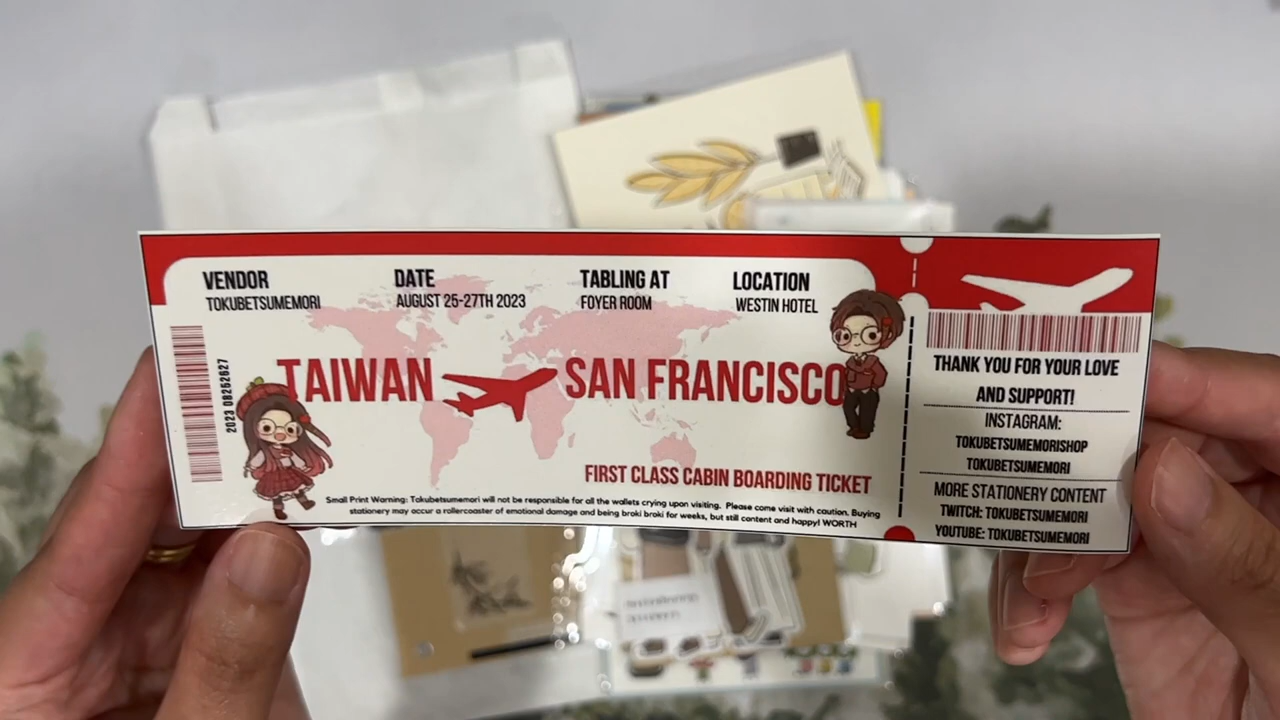 VENDOR
TOKUBETSUMEMORI
DATE
AUGUST 25-27TH 2023
TABLING AT
FOYER ROOM
LOCATION
WESTIN HOTEL
2023 08252627
TAIWAN SAN FRANCISCO
FIRST CLASS CABIN BOARDING TICKET
Small Print Warning: Tokubetsumemori will not be responsible for all the wallets crying upon visiting. Please come visit with caution. Buying
stationery may occur a rollercoaster of emotional damage and being broki broki for weeks, but still content and happy! WORTH
THANK YOU FOR YOUR LOVE
AND SUPPORT!
INSTAGRAM:
TOKUBETSUMEMORISHOP
TOKUBETSUMEMORI
MORE STATIONERY CONTENT
TWITCH: TOKUBETSUMEMORI
YOUTUBE: TOKUBETSUMEMORI